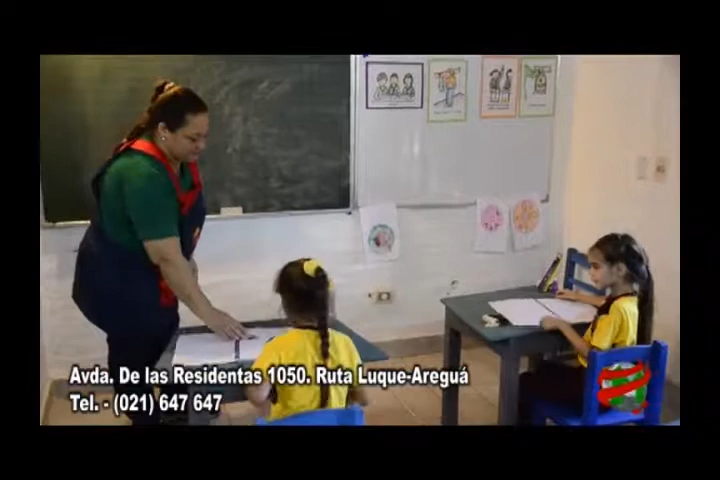 Avda. De las Residentas 1050. Ruta Luque-Areguá
Tel. - (021) 647 647